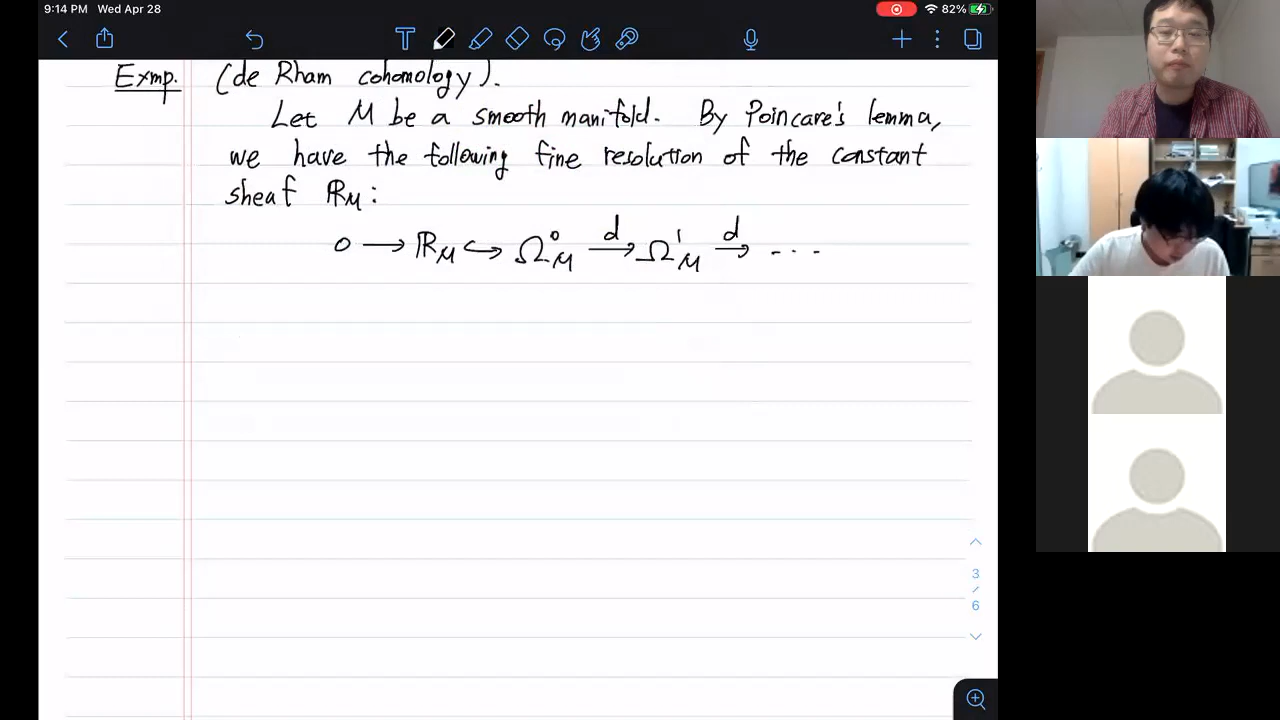 9:14 PM Wed Apr 28
82%
T
Exmp. (de Rham cohomology).
Let M be a smooth manifold. By Poincare's lemma,
we have the following fine resolution of the constant
sheaf ℝ_M :
0 ⟶ ℝ_M ↪ Ω⁰_M —d→ Ω¹_M —d→ ...
3
/
6